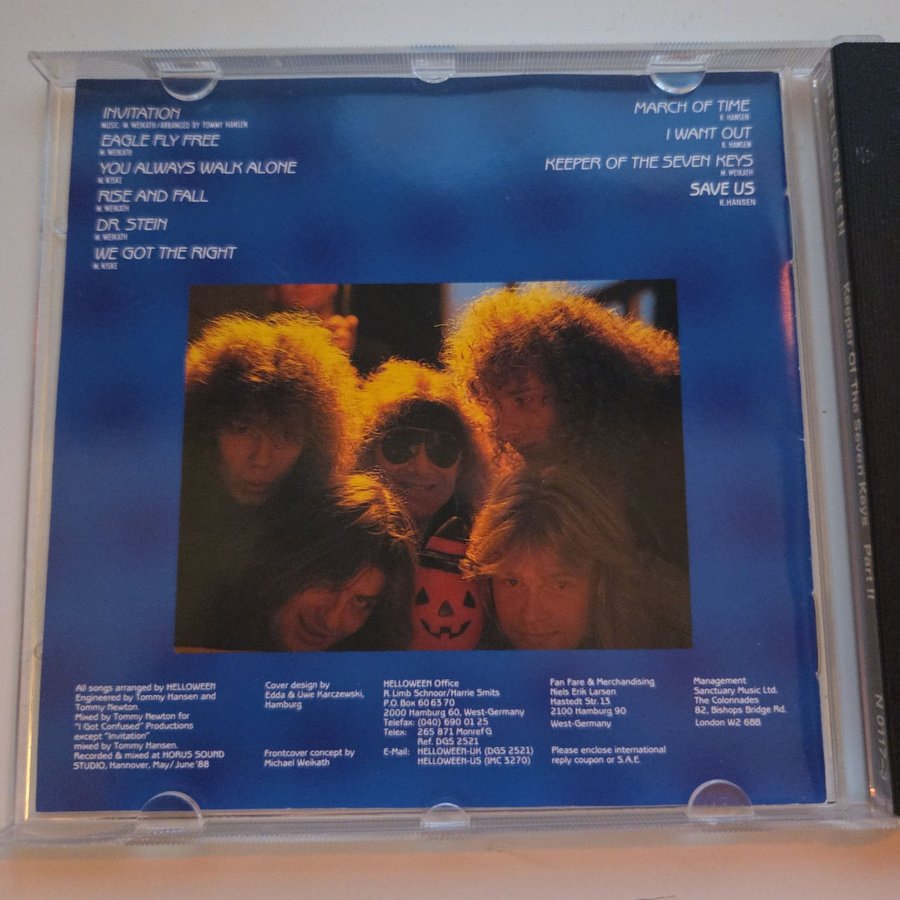 INVITATION
MUSIC: M. WEIKATH/ARRANGED BY TOMMY HANSEN
EAGLE FLY FREE
M. WEIKATH
YOU ALWAYS WALK ALONE
M. KISKE
RISE AND FALL
M. WEIKATH
DR. STEIN
M. WEIKATH
WE GOT THE RIGHT
M. KISKE
MARCH OF TIME
K. HANSEN
I WANT OUT
K. HANSEN
KEEPER OF THE SEVEN KEYS
M. WEIKATH
SAVE US
K. HANSEN
All songs arranged by HELLOWEEN
Engineered by Tommy Hansen and
Tommy Newton.
Mixed by Tommy Newton for
"I Got Confused" Productions
except "Invitation"
mixed by Tommy Hansen.
Recorded & mixed at HORUS SOUND
STUDIO, Hannover, May/June '88
Cover design by
Edda & Uwe Karczewski,
Hamburg
Frontcover concept by
Michael Weikath
HELLOWEEN Office
R. Limb Schnoor/Harrie Smits
P.O. Box 60 63 70
2000 Hamburg 60, West-Germany
Telefax: (040) 690 01 25
Telex: 265 871 Monref G
Ref. DG5 2521
E-Mail: HELLOWEEN-UK (DG5 2521)
HELLOWEEN-US (IMC 3270)
Fan Fare & Merchandising
Niels Erik Larsen
Hastedt Str. 13
2100 Hamburg 90
West-Germany
Please enclose international
reply coupon or S.A.E.
Management
Sanctuary Music Ltd.
The Colonnades
82, Bishops Bridge Rd.
London W2 6BB
HELLOWEEN
Keeper Of The Seven Keys Part II